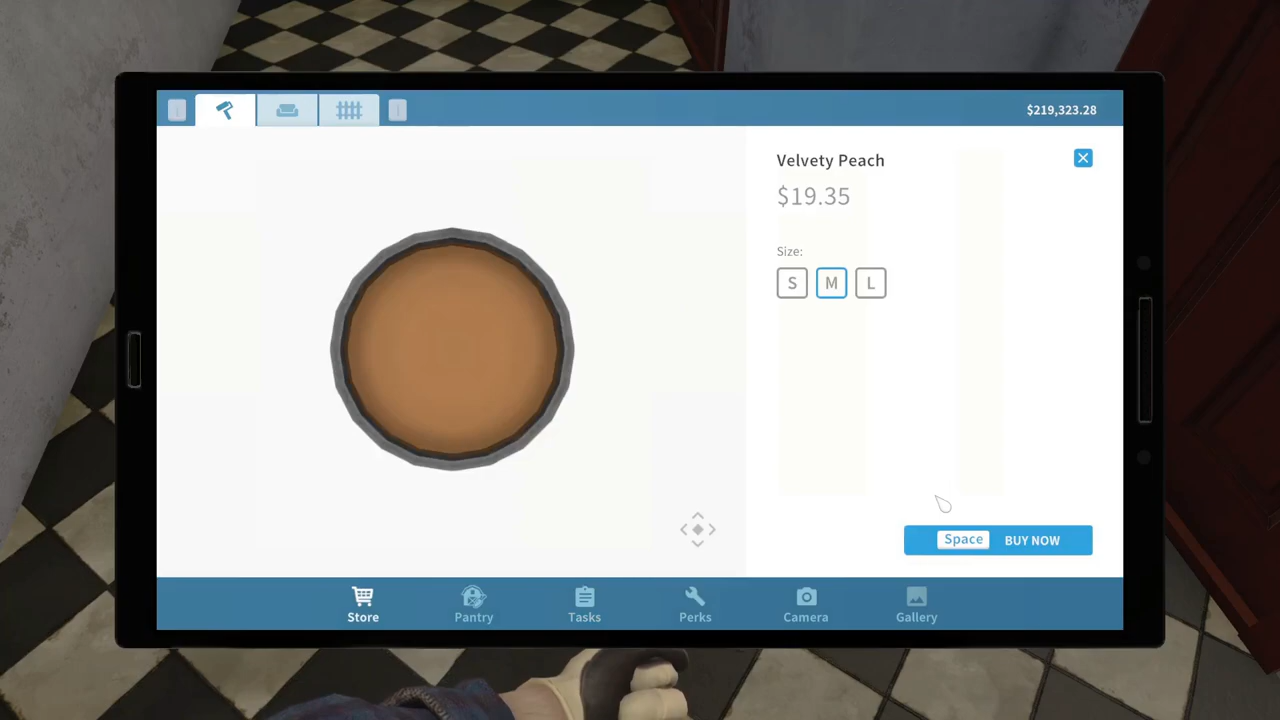 $219,323.28
Velvety Peach
$19.35
Size:
S M L
Space BUY NOW
Store Pantry Tasks Perks Camera Gallery